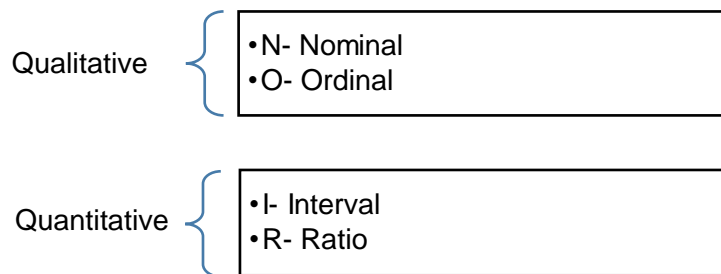 Qualitative
•N- Nominal
•O- Ordinal
Quantitative
•I- Interval
•R- Ratio